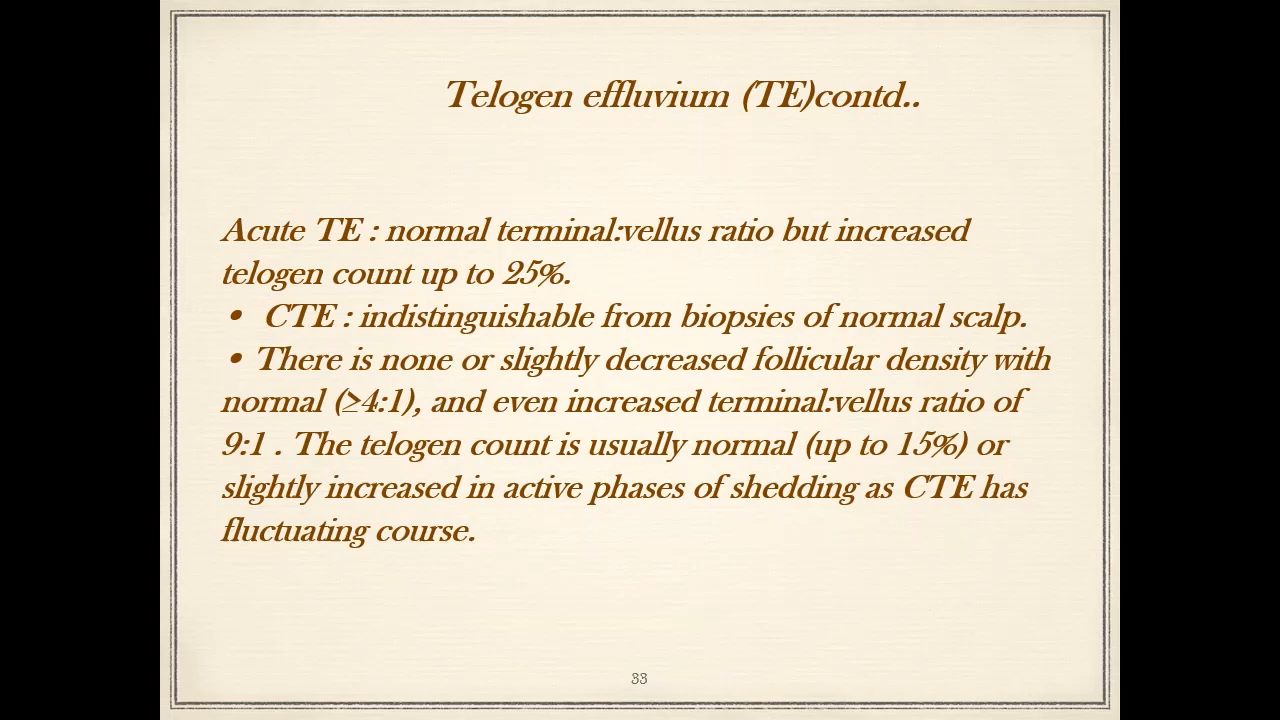 Telogen effluvium (TE)contd..
Acute TE : normal terminal:vellus ratio but increased
telogen count up to 25%.
• CTE : indistinguishable from biopsies of normal scalp.
• There is none or slightly decreased follicular density with
normal (≥4:1), and even increased terminal:vellus ratio of
9:1 . The telogen count is usually normal (up to 15%) or
slightly increased in active phases of shedding as CTE has
fluctuating course.
33